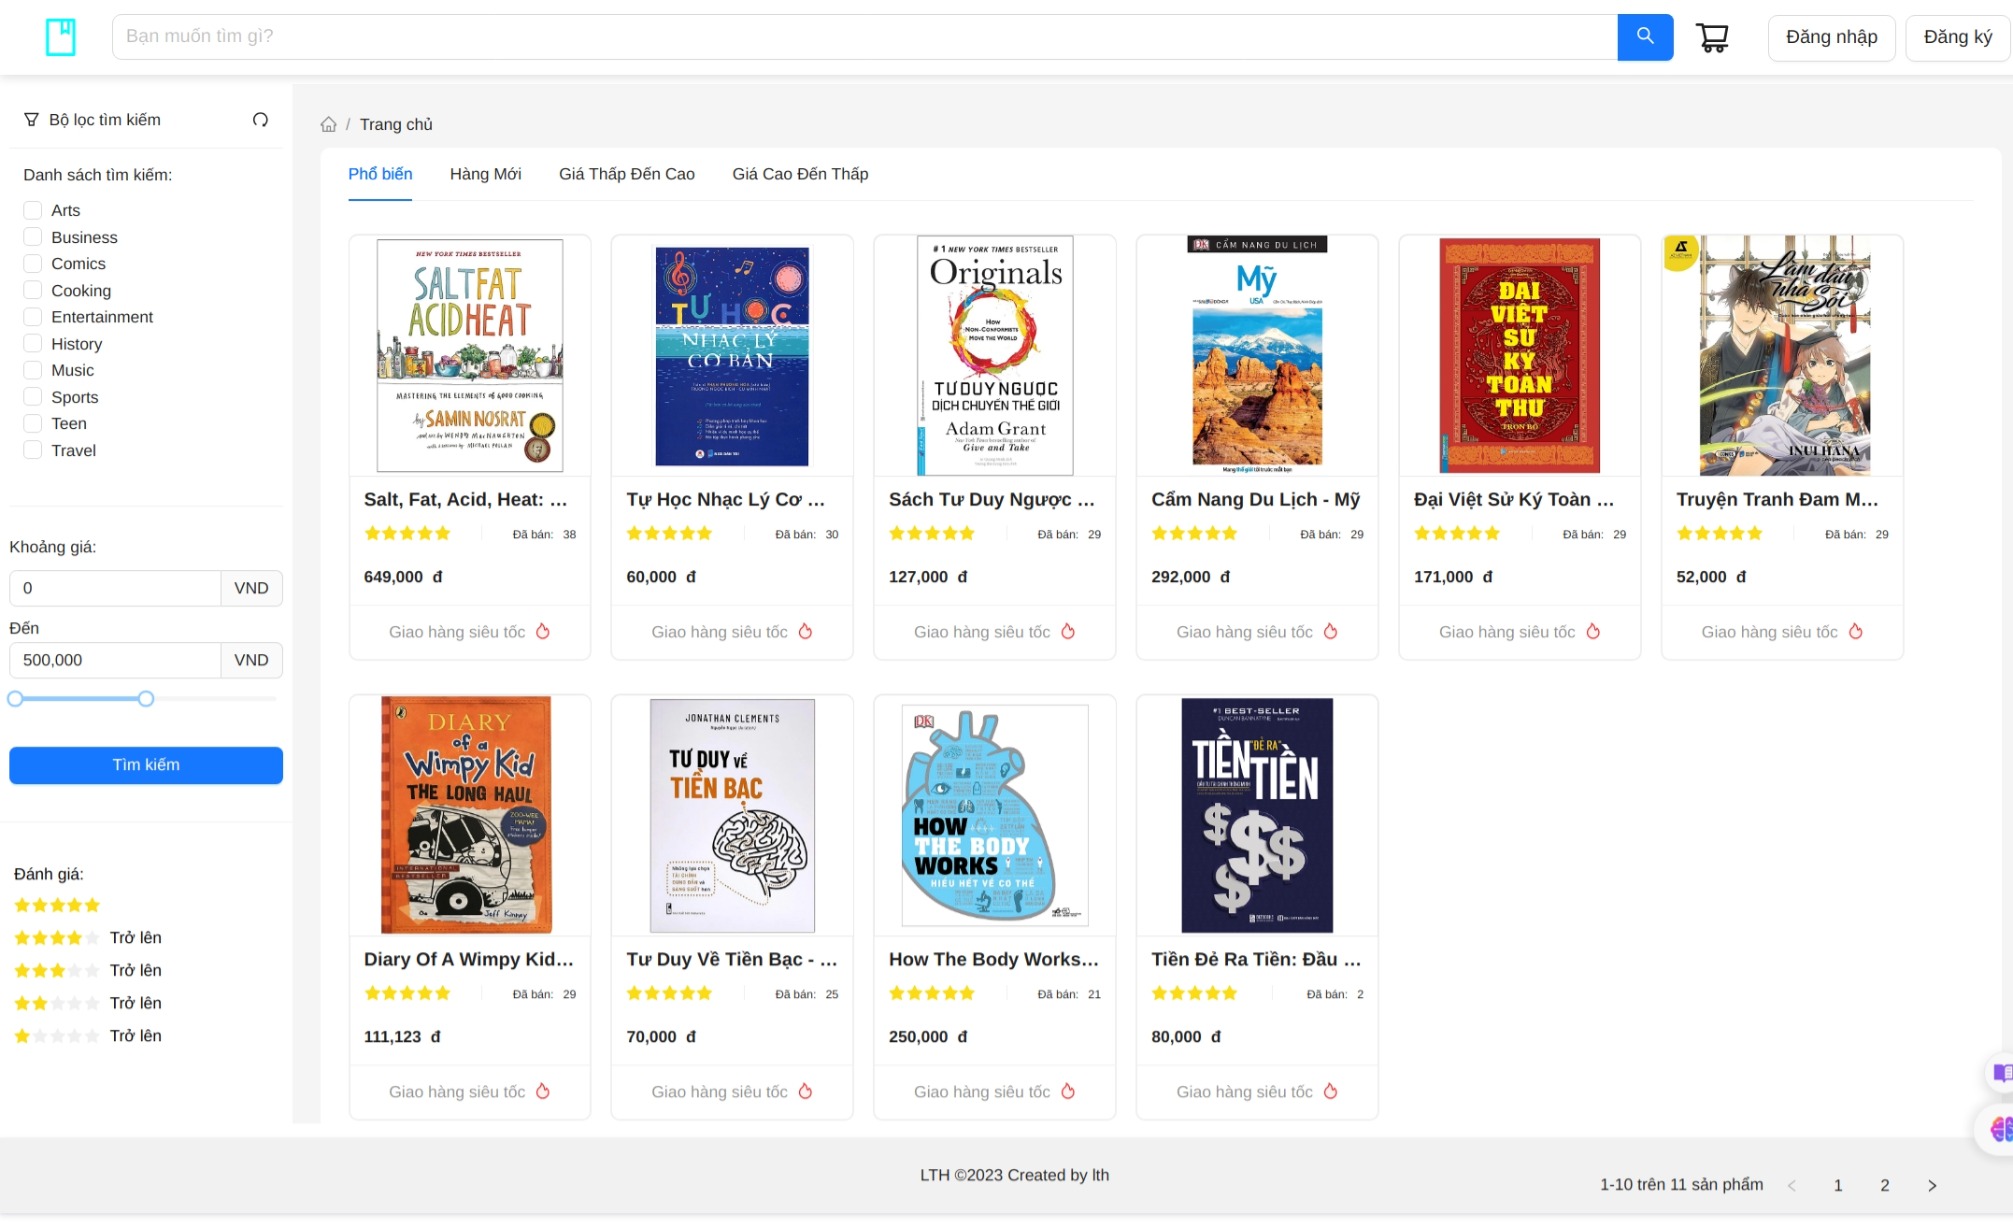 Bạn muốn tìm gì?
Đăng nhập
Đăng ký
Bộ lọc tìm kiếm
Trang chủ
Danh sách tìm kiếm:
Arts
Business
Comics
Cooking
Entertainment
History
Music
Sports
Teen
Travel
Khoảng giá:
0 VND
Đến
500,000 VND
Tìm kiếm
Đánh giá:
Trở lên
Trở lên
Trở lên
Trở lên
Phổ biến
Hàng Mới
Giá Thấp Đến Cao
Giá Cao Đến Thấp
NEW YORK TIMES BESTSELLER
SALT FAT
ACID HEAT
MASTERING THE ELEMENTS of GOOD COOKING
by SAMIN NOSRAT
Salt, Fat, Acid, Heat: ...
Đã bán: 38
649,000 đ
Giao hàng siêu tốc
TỰ HỌC
NHẠC LÝ
CƠ BẢN
Tự Học Nhạc Lý Cơ ...
Đã bán: 30
60,000 đ
Giao hàng siêu tốc
#1 NEW YORK TIMES BESTSELLER
Originals
HOW
NON-CONFORMISTS
MOVE THE WORLD
TƯ DUY NGƯỢC
DỊCH CHUYỂN THẾ GIỚI
Adam Grant
Give and Take
Sách Tư Duy Ngược ...
Đã bán: 29
127,000 đ
Giao hàng siêu tốc
DK CẨM NANG DU LỊCH
Mỹ
USA
Mang thế giới tới trước mắt bạn
Cẩm Nang Du Lịch - Mỹ
Đã bán: 29
292,000 đ
Giao hàng siêu tốc
ĐẠI
VIỆT
SỬ
KÝ
TOÀN
THƯ
TRỌN BỘ
Đại Việt Sử Ký Toàn ...
Đã bán: 29
171,000 đ
Giao hàng siêu tốc
Làm dâu
nhà Sói
INUI HANA
Truyện Tranh Đam M...
Đã bán: 29
52,000 đ
Giao hàng siêu tốc
DIARY
of a
Wimpy Kid
THE LONG HAUL
ZOO-WEE
MAMA!
INTERNATIONAL
BESTSELLER
Jeff Kinney
Diary Of A Wimpy Kid...
Đã bán: 29
111,123 đ
Giao hàng siêu tốc
JONATHAN CLEMENTS
TƯ DUY VỀ
TIỀN BẠC
Tư Duy Về Tiền Bạc - ...
Đã bán: 25
70,000 đ
Giao hàng siêu tốc
DK
HOW
THE BODY
WORKS
HIỂU HẾT VỀ CƠ THỂ
How The Body Works...
Đã bán: 21
250,000 đ
Giao hàng siêu tốc
#1 BEST-SELLER
DUNCAN BANNATYNE
TIỀN "ĐẺ RA" TIỀN
Tiền Đẻ Ra Tiền: Đầu ...
Đã bán: 2
80,000 đ
Giao hàng siêu tốc
LTH ©2023 Created by lth
1-10 trên 11 sản phẩm < 1 2 >